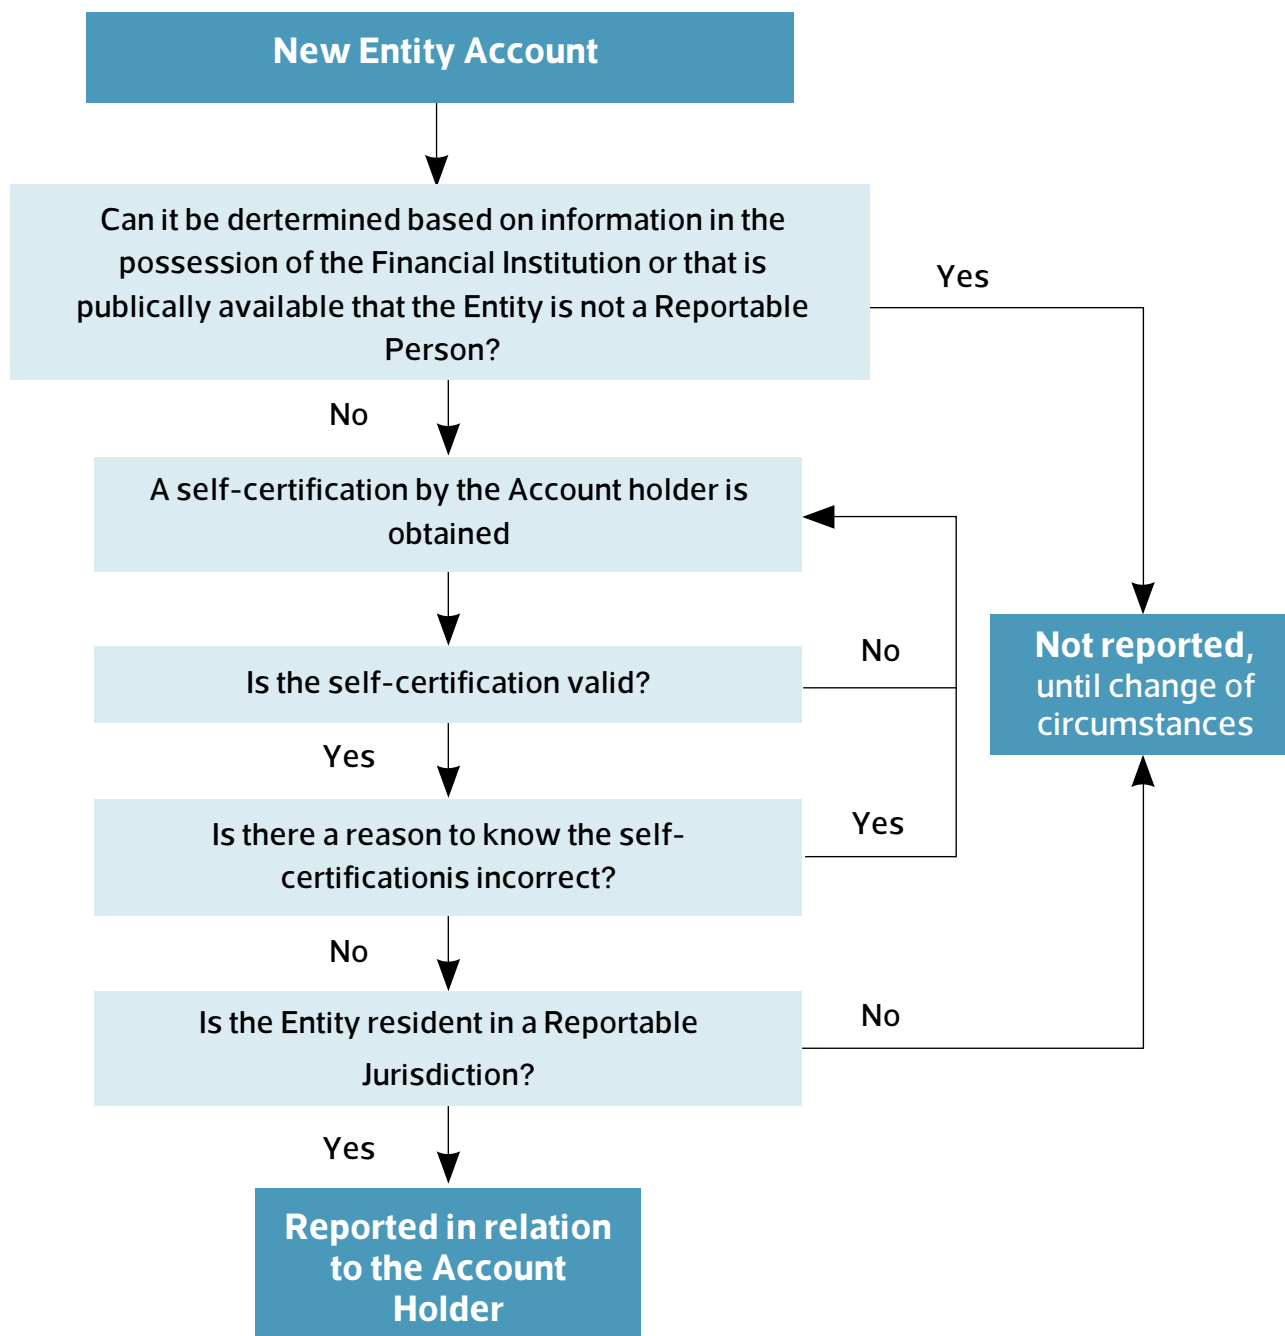 New Entity Account
Can it be dertermined based on information in the
possession of the Financial Institution or that is
publically available that the Entity is not a Reportable
Person?
Yes
No
A self-certification by the Account holder is
obtained
Is the self-certification valid?
No
Not reported,
until change of
circumstances
Yes
Is there a reason to know the self-
certificationis incorrect?
Yes
No
Is the Entity resident in a Reportable
Jurisdiction?
No
Yes
Reported in relation
to the Account
Holder